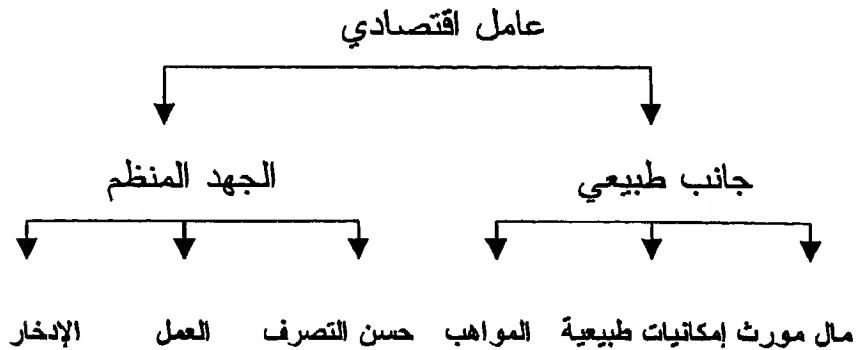 عامل اقتصادي
جانب طبيعي الجهد المنظم
مال مورث إمكانيات طبيعية المواهب حسن التصرف العمل الإدخار